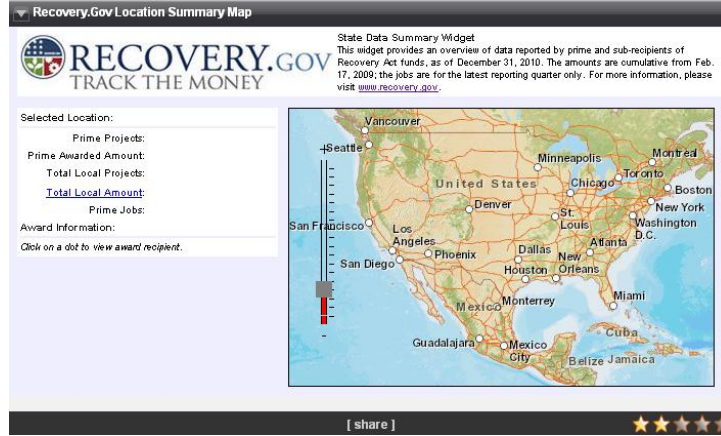 Recovery.Gov Location Summary Map
RECOVERY.GOV
TRACK THE MONEY
State Data Summary Widget
This widget provides an overview of data reported by prime and sub-recipients of
Recovery Act funds, as of December 31, 2010. The amounts are cumulative from Feb.
17, 2009; the jobs are for the latest reporting quarter only. For more information, please
visit www.recovery.gov.
Selected Location:
Prime Projects:
Prime Awarded Amount:
Total Local Projects:
Total Local Amount:
Prime Jobs:
Award Information:
Click on a dot to view award recipient.
Vancouver
Seattle
Minneapolis
Montreal
Toronto
United States
Chicago
Boston
Denver
New York
St.
Louis
San Francisco
Washington
D.C.
Los
Angeles
Atlanta
Phoenix
Dallas
New
Orleans
San Diego
Houston
Miami
Mexico
Monterrey
Cuba
Guadalajara
Mexico
City
Belize
Jamaica
[ share ]